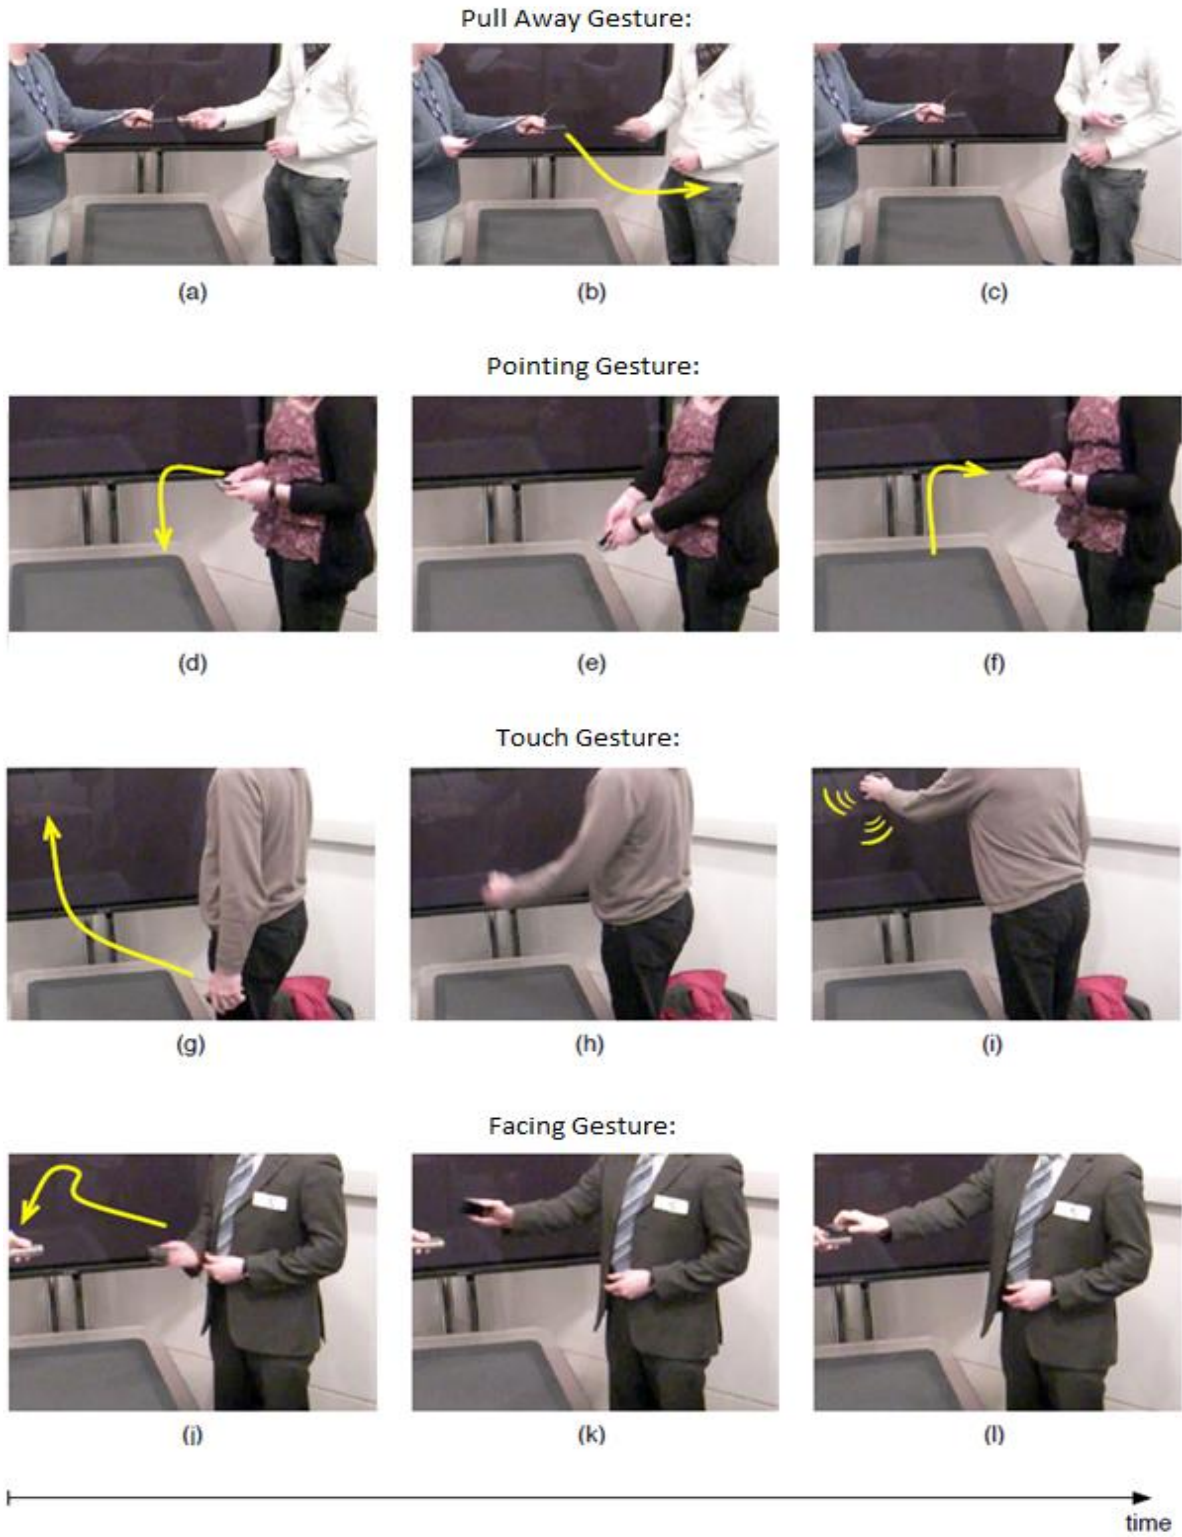 Pull Away Gesture:
(a)
(b)
(c)
Pointing Gesture:
(d)
(e)
(f)
Touch Gesture:
(g)
(h)
(i)
Facing Gesture:
(j)
(k)
(l)
time